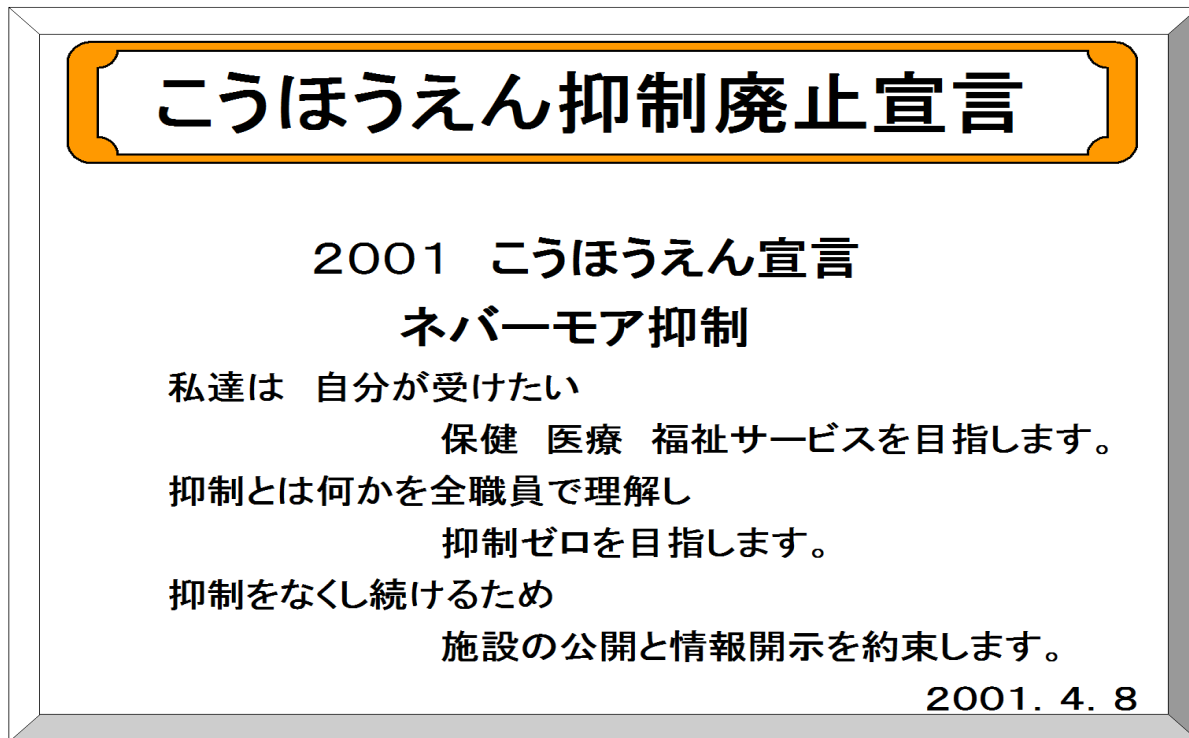 こうほうえん抑制廃止宣言
2001　こうほうえん宣言
ネバーモア抑制
私達は　自分が受けたい
保健　医療　福祉サービスを目指します。
抑制とは何かを全職員で理解し
抑制ゼロを目指します。
抑制をなくし続けるため
施設の公開と情報開示を約束します。
2001．4．8